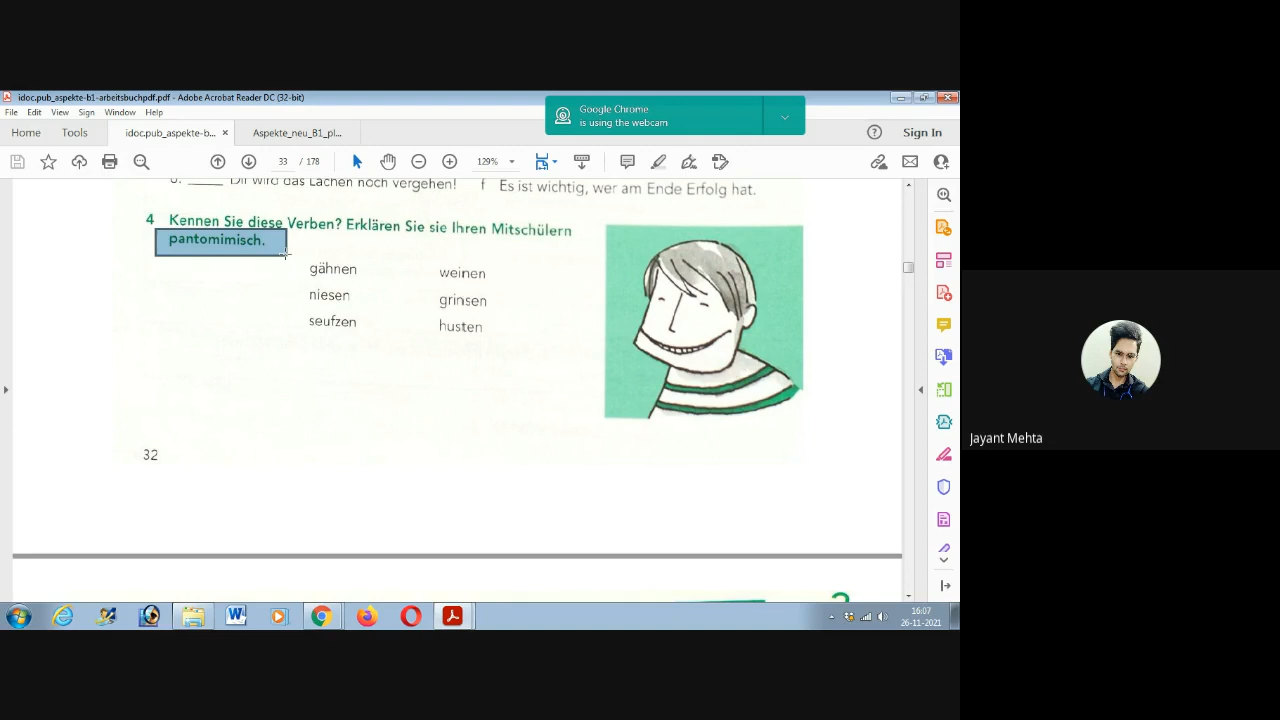 idoc.pub_aspekte-b1-arbeitsbuchpdf.pdf - Adobe Acrobat Reader DC (32-bit)
File Edit View Sign Window Help
Google Chrome
is using the webcam
Home Tools idoc.pub_aspekte-b... × Aspekte_neu_B1_pl... Sign In
33 / 178 129%
Dir wird das Lachen noch vergehen! f Es ist wichtig, wer am Ende Erfolg hat.
4 Kennen Sie diese Verben? Erklären Sie sie Ihren Mitschülern
pantomimisch.
gähnen weinen
niesen grinsen
seufzen husten
32
Jayant Mehta
16:07
26-11-2021